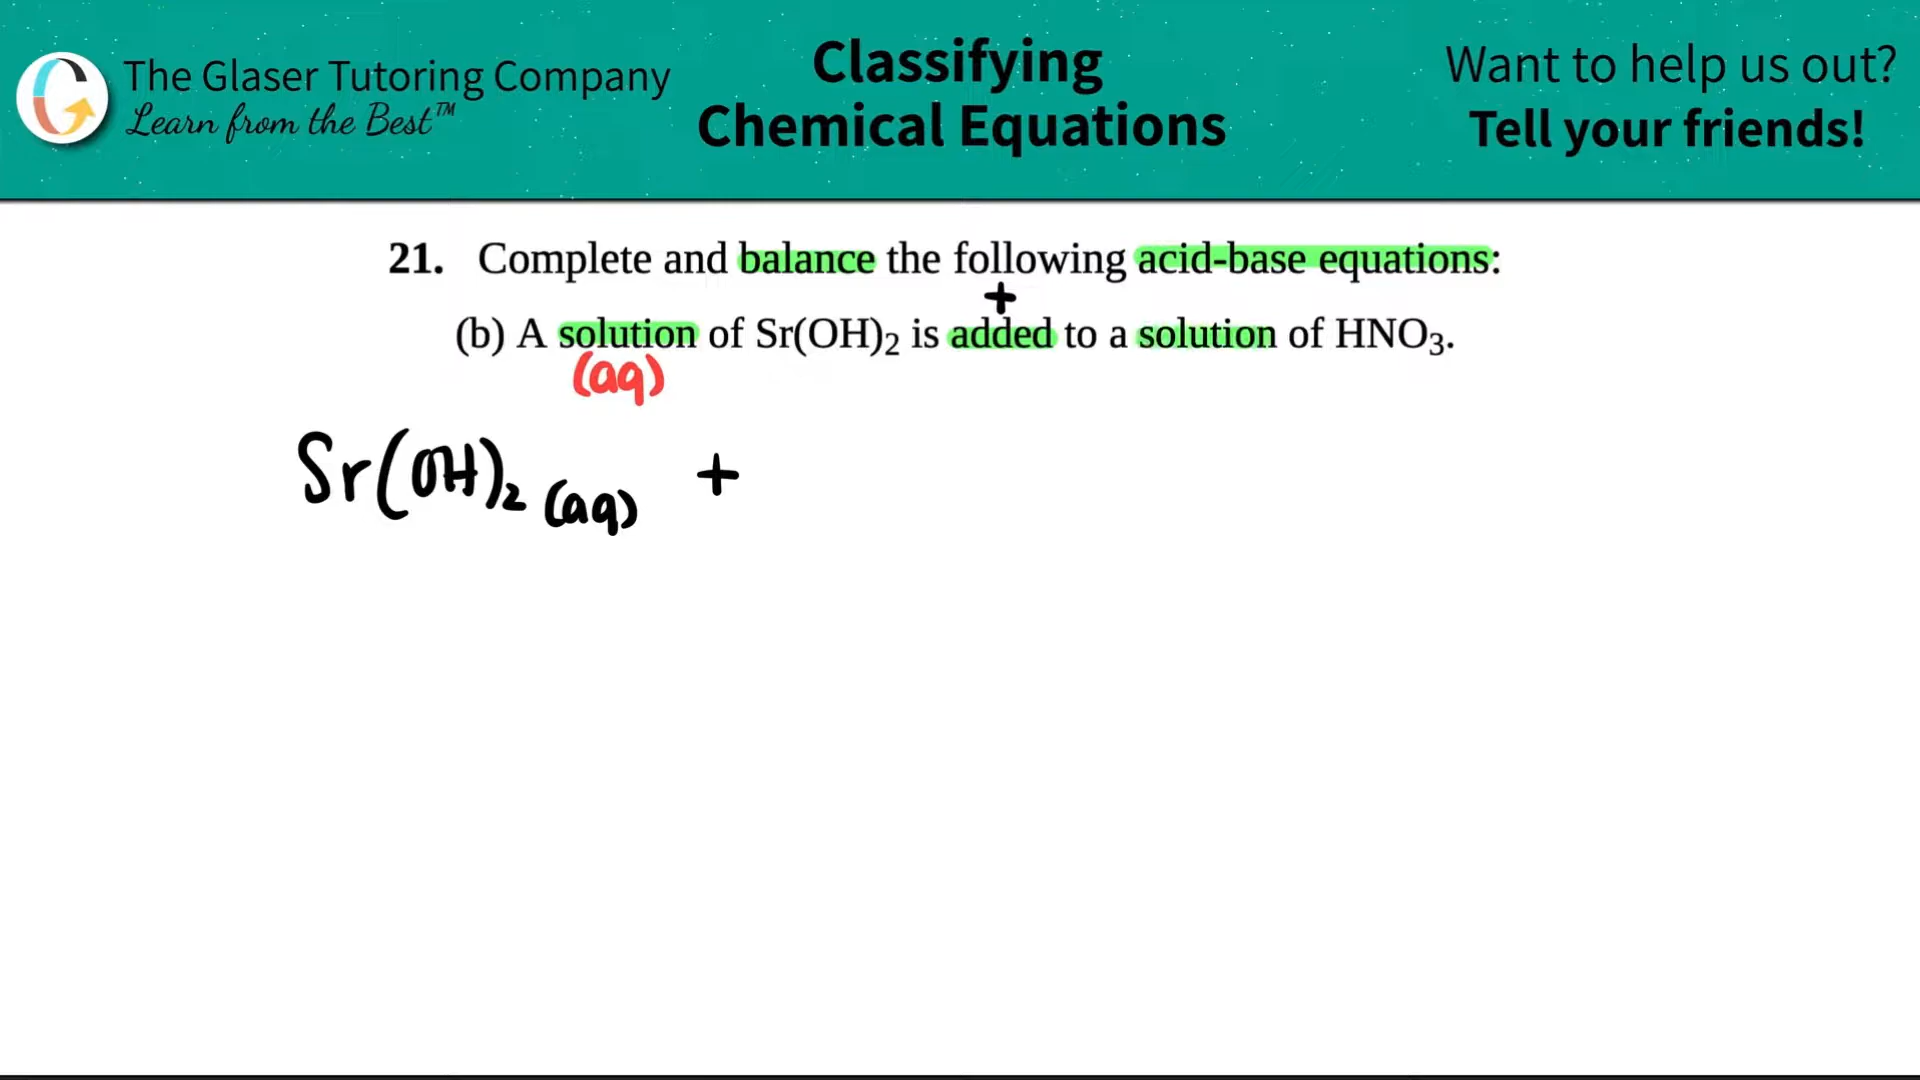 The Glaser Tutoring Company
Learn from the Best™
Classifying
Chemical Equations
Want to help us out?
Tell your friends!
21. Complete and balance the following acid-base equations:
+
(b) A solution of Sr(OH)₂ is added to a solution of HNO₃.
(aq)
Sr(OH)₂ (aq) +